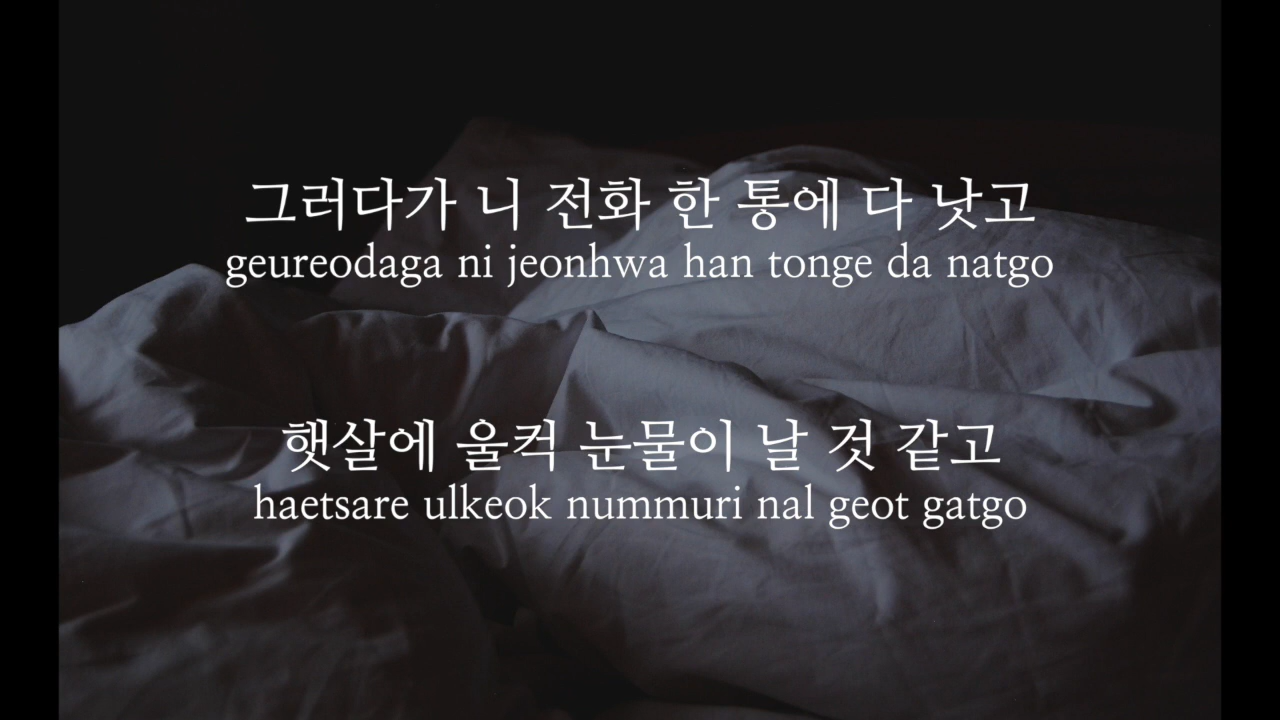 그러다가 니 전화 한 통에 다 낫고
geureodaga ni jeonhwa han tonge da natgo
햇살에 울컥 눈물이 날 것 같고
haetsare ulkeok nummuri nal geot gatgo